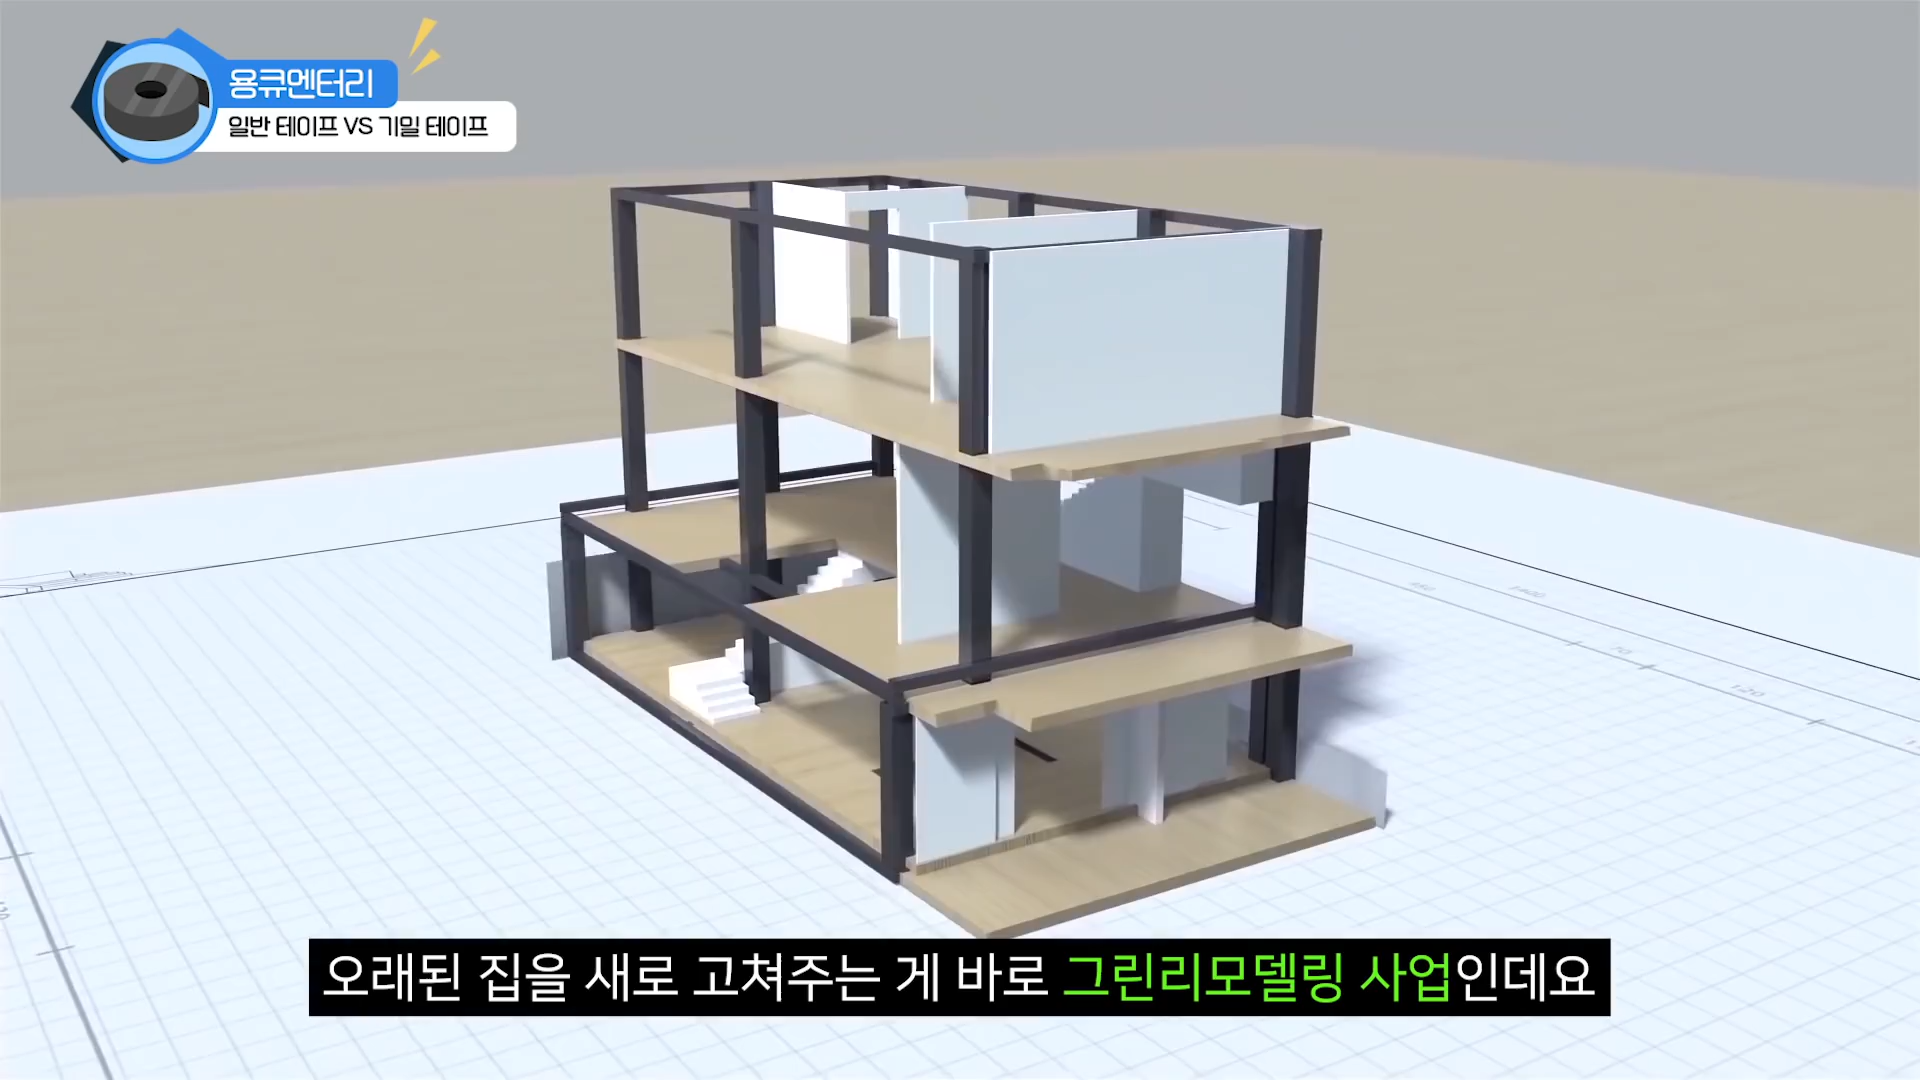 용큐멘터리
일반 테이프 VS 기밀 테이프
오래된 집을 새로 고쳐주는 게 바로 그린리모델링 사업인데요
120